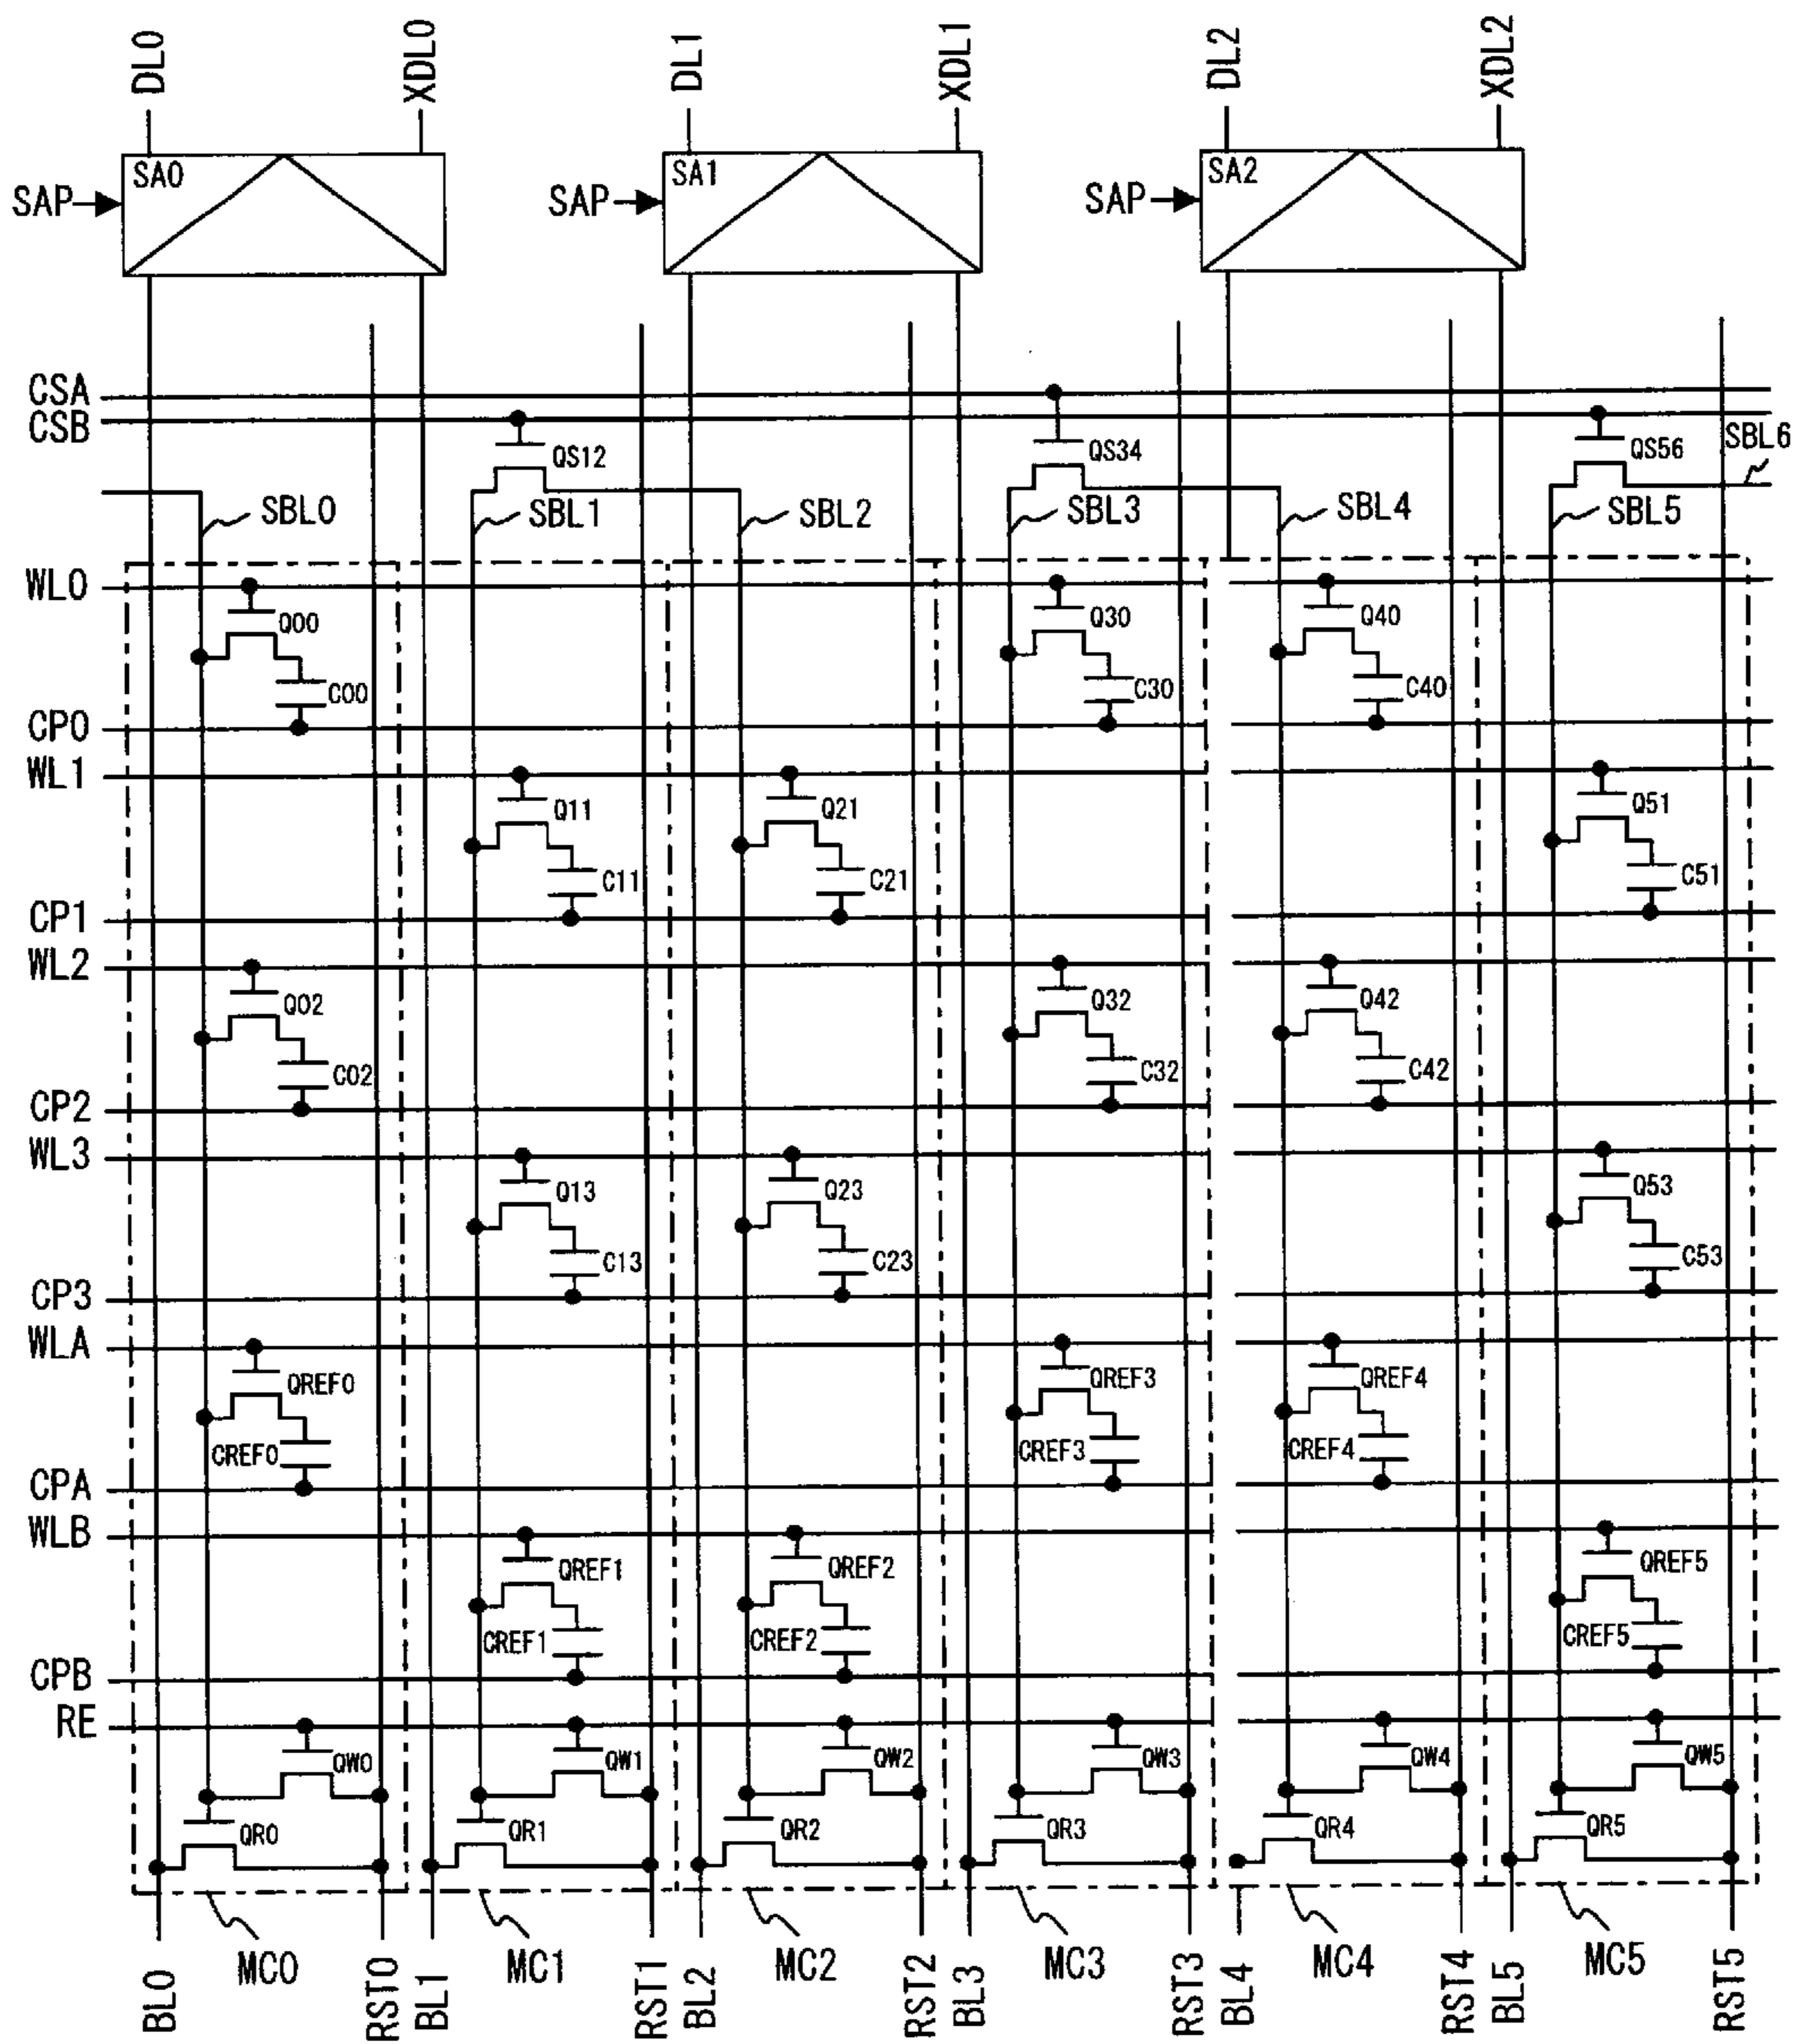 DL0 XDL0 DL1 XDL1 DL2 XDL2
SA0 SA1 SA2
SAP SAP SAP
CSA
CSB
QS12 QS34 QS56 SBL6
SBL0 SBL1 SBL2 SBL3 SBL4 SBL5
WL0
Q00 Q30 Q40
C00 C30 C40
CP0
WL1
Q11 Q21 Q51
C11 C21 C51
CP1
WL2
Q02 Q32 Q42
C02 C32 C42
CP2
WL3
Q13 Q23 Q53
C13 C23 C53
CP3
WLA
QREF0 QREF3 QREF4
CREF0 CREF3 CREF4
CPA
WLB
QREF1 QREF2 QREF5
CREF1 CREF2 CREF5
CPB
RE
QW0 QW1 QW2 QW3 QW4 QW5
QR0 QR1 QR2 QR3 QR4 QR5
MC0 MC1 MC2 MC3 MC4 MC5
BL0 RST0 BL1 RST1 BL2 RST2 BL3 RST3 BL4 RST4 BL5 RST5